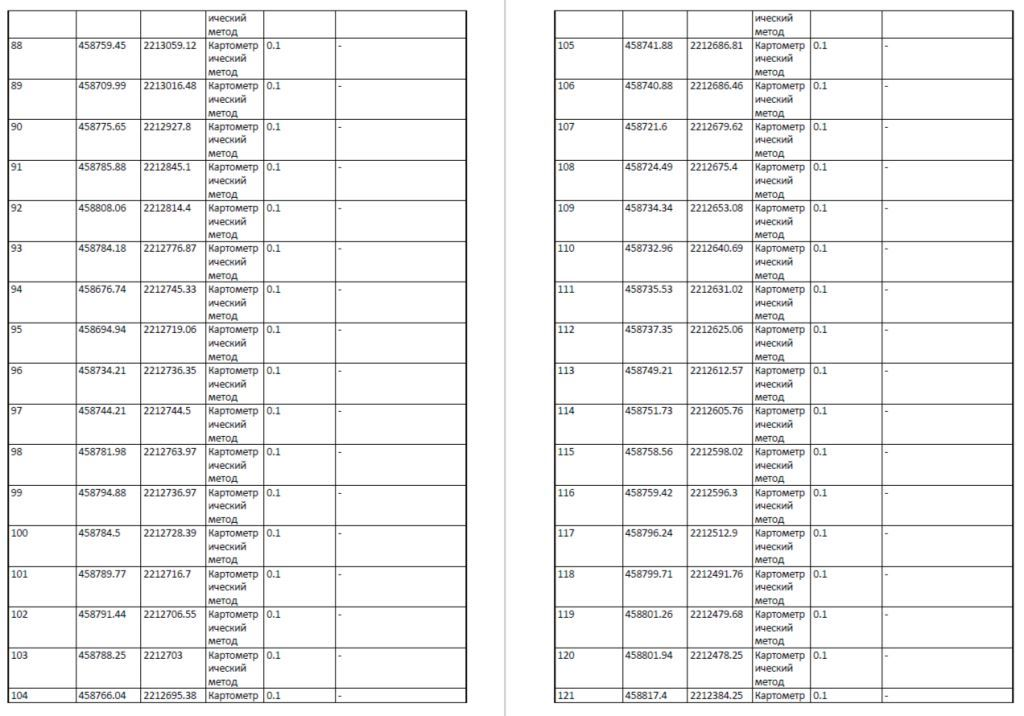 ический
метод
88 458759.45 2213059.12 Картометр 0.1 -
ический
метод
89 458709.99 2213016.48 Картометр 0.1 -
ический
метод
90 458775.65 2212927.8 Картометр 0.1 -
ический
метод
91 458785.88 2212845.1 Картометр 0.1 -
ический
метод
92 458808.06 2212814.4 Картометр 0.1 -
ический
метод
93 458784.18 2212776.87 Картометр 0.1 -
ический
метод
94 458676.74 2212745.33 Картометр 0.1 -
ический
метод
95 458694.94 2212719.06 Картометр 0.1 -
ический
метод
96 458734.21 2212736.35 Картометр 0.1 -
ический
метод
97 458744.21 2212744.5 Картометр 0.1 -
ический
метод
98 458781.98 2212763.97 Картометр 0.1 -
ический
метод
99 458794.88 2212736.97 Картометр 0.1 -
ический
метод
100 458784.5 2212728.39 Картометр 0.1 -
ический
метод
101 458789.77 2212716.7 Картометр 0.1 -
ический
метод
102 458791.44 2212706.55 Картометр 0.1 -
ический
метод
103 458788.25 2212703 Картометр 0.1 -
ический
метод
104 458766.04 2212695.38 Картометр 0.1 -
ический
метод
105 458741.88 2212686.81 Картометр 0.1 -
ический
метод
106 458740.88 2212686.46 Картометр 0.1 -
ический
метод
107 458721.6 2212679.62 Картометр 0.1 -
ический
метод
108 458724.49 2212675.4 Картометр 0.1 -
ический
метод
109 458734.34 2212653.08 Картометр 0.1 -
ический
метод
110 458732.96 2212640.69 Картометр 0.1 -
ический
метод
111 458735.53 2212631.02 Картометр 0.1 -
ический
метод
112 458737.35 2212625.06 Картометр 0.1 -
ический
метод
113 458749.21 2212612.57 Картометр 0.1 -
ический
метод
114 458751.73 2212605.76 Картометр 0.1 -
ический
метод
115 458758.56 2212598.02 Картометр 0.1 -
ический
метод
116 458759.42 2212596.3 Картометр 0.1 -
ический
метод
117 458796.24 2212512.9 Картометр 0.1 -
ический
метод
118 458799.71 2212491.76 Картометр 0.1 -
ический
метод
119 458801.26 2212479.68 Картометр 0.1 -
ический
метод
120 458801.94 2212478.25 Картометр 0.1 -
ический
метод
121 458817.4 2212384.25 Картометр 0.1 -